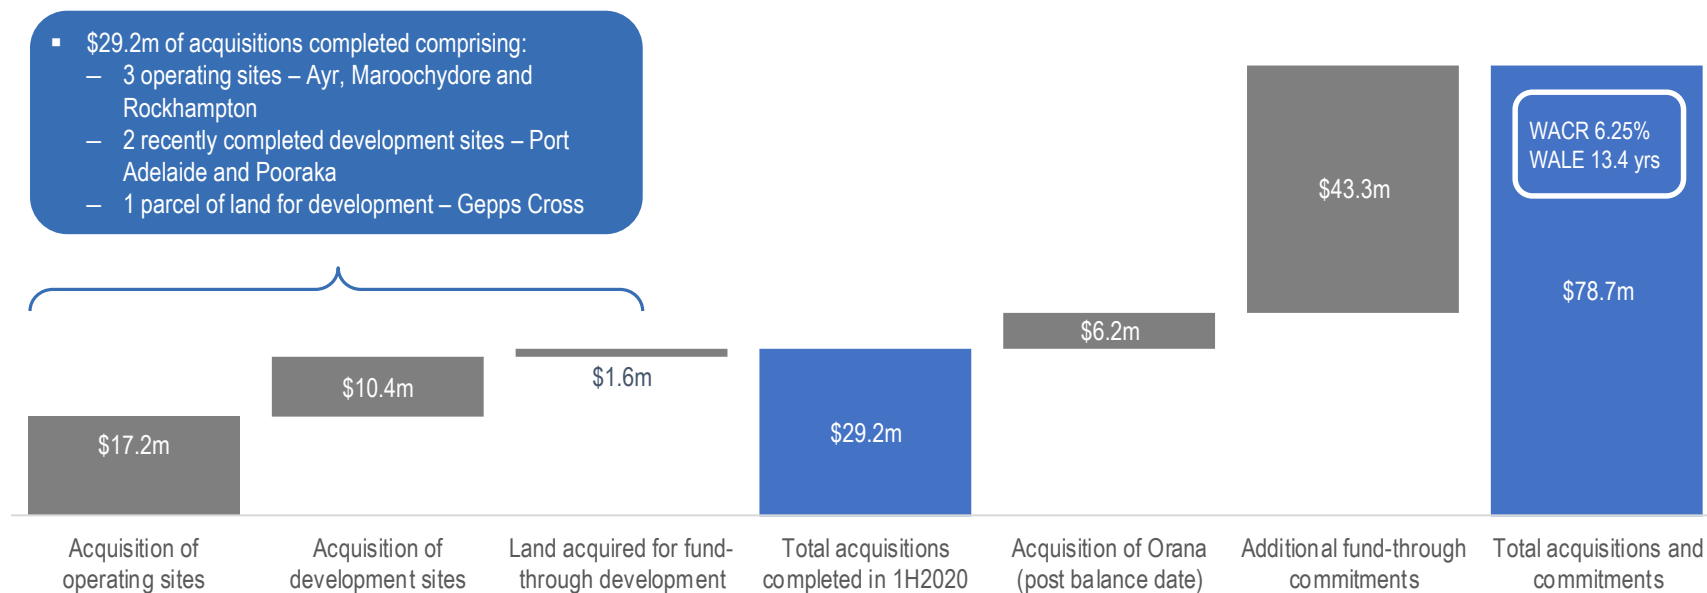 ▪ $29.2m of acquisitions completed comprising:
– 3 operating sites – Ayr, Maroochydore and
Rockhampton
– 2 recently completed development sites – Port
Adelaide and Pooraka
– 1 parcel of land for development – Gepps Cross
WACR 6.25%
WALE 13.4 yrs
$17.2m
$10.4m
$1.6m
$29.2m
$6.2m
$43.3m
$78.7m
Acquisition of
operating sites
Acquisition of
development sites
Land acquired for fund-
through development
Total acquisitions
completed in 1H2020
Acquisition of Orana
(post balance date)
Additional fund-through
commitments
Total acquisitions and
commitments